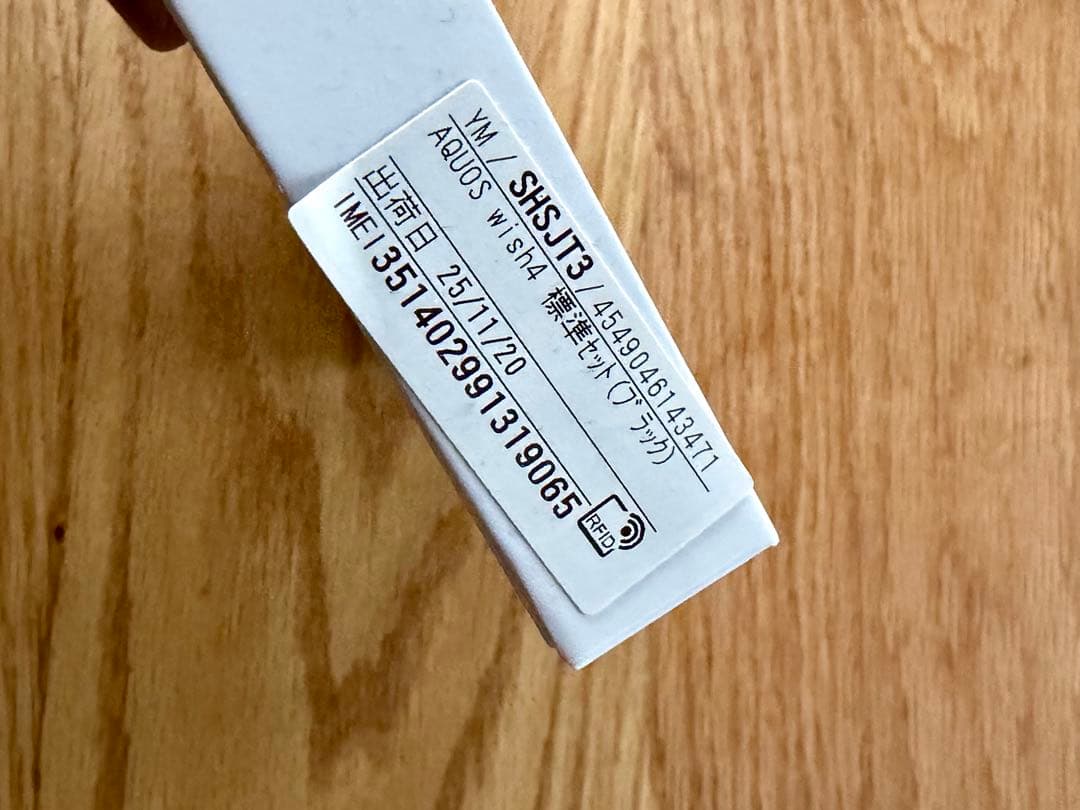 YM / SHSJT3 / 4549046143471
AQUOS wish4 標準ｾｯﾄ(ﾌﾞﾗｯｸ)
出荷日 25/11/20
IMEI 351402991319065
RFID